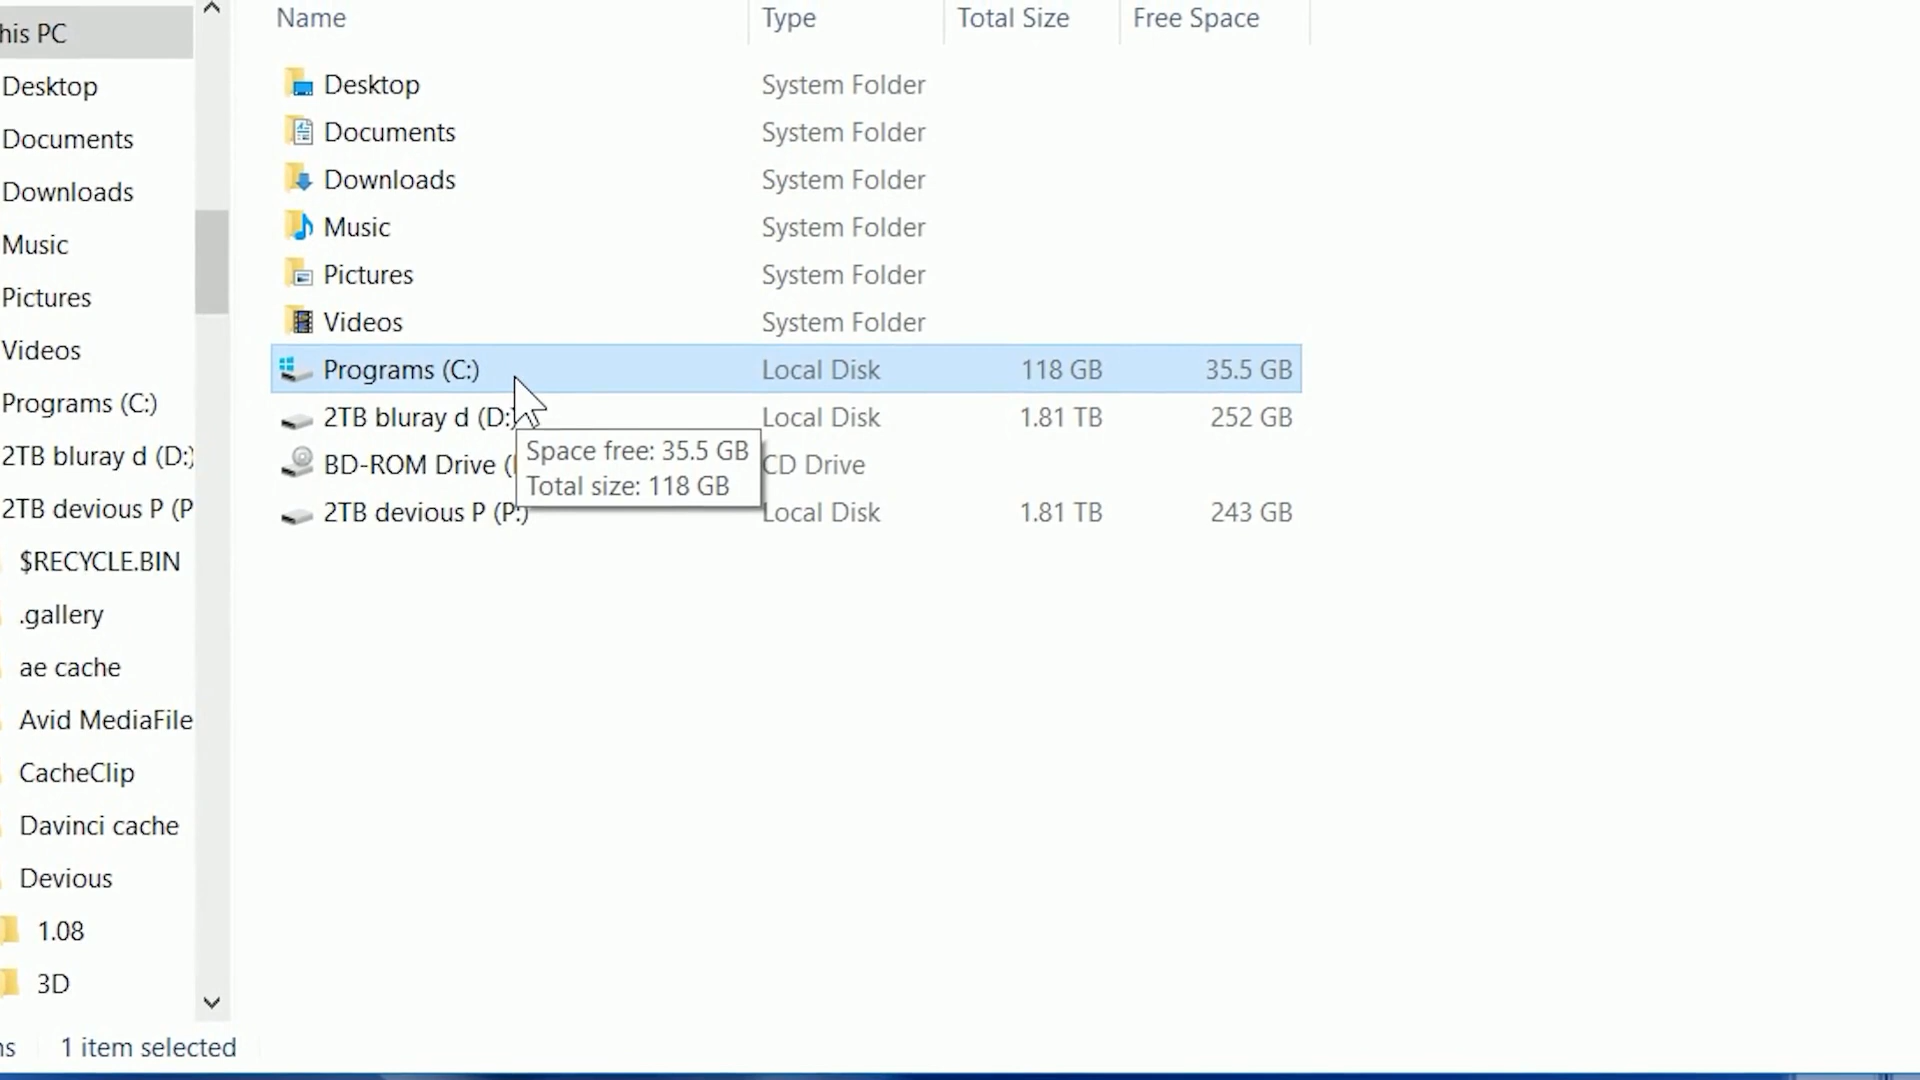 his PC
Desktop
Documents
Downloads
Music
Pictures
Videos
Programs (C:)
2TB bluray d (D:)
2TB devious P (P
$RECYCLE.BIN
.gallery
ae cache
Avid MediaFile
CacheClip
Davinci cache
Devious
1.08
3D
Name Type Total Size Free Space
Desktop System Folder
Documents System Folder
Downloads System Folder
Music System Folder
Pictures System Folder
Videos System Folder
Programs (C:) Local Disk 118 GB 35.5 GB
2TB bluray d (D: Local Disk 1.81 TB 252 GB
BD-ROM Drive ( CD Drive
2TB devious P (P:) Local Disk 1.81 TB 243 GB
Space free: 35.5 GB
Total size: 118 GB
ns 1 item selected